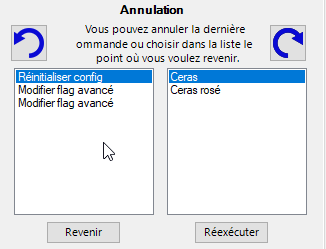 Annulation
Vous pouvez annuler la dernière
ommande ou choisir dans la liste le
point où vous voulez revenir.
Réinitialiser config
Modifier flag avancé
Modifier flag avancé
Ceras
Ceras rosé
Revenir
Réexécuter